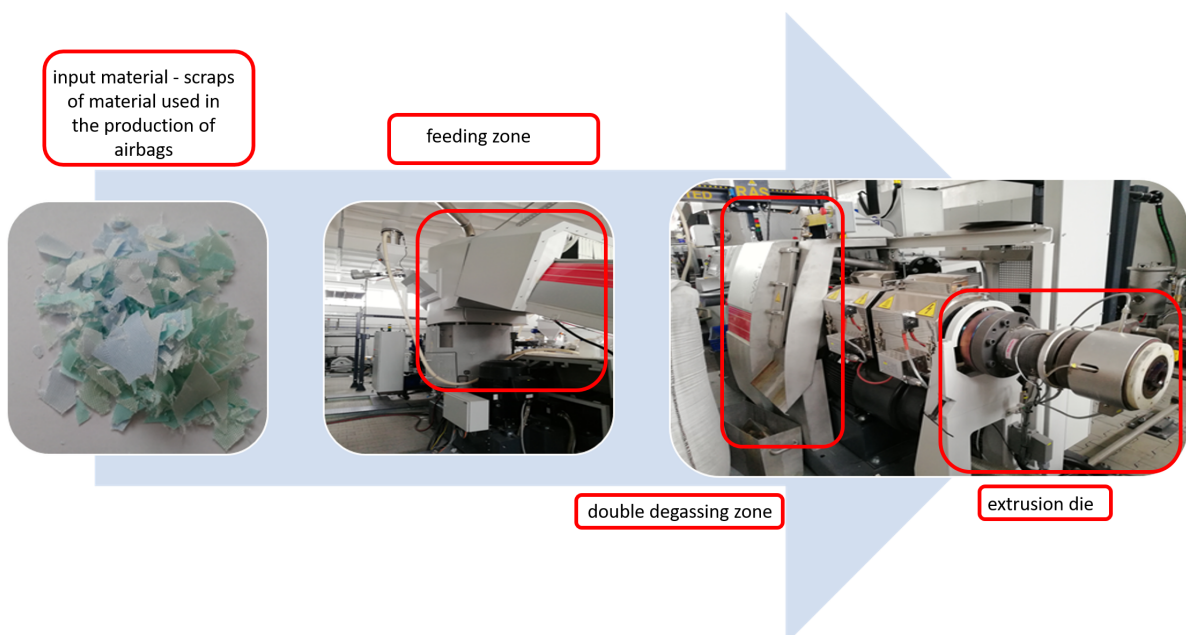 input material - scraps
of material used in
the production of
airbags
feeding zone
double degassing zone
extrusion die